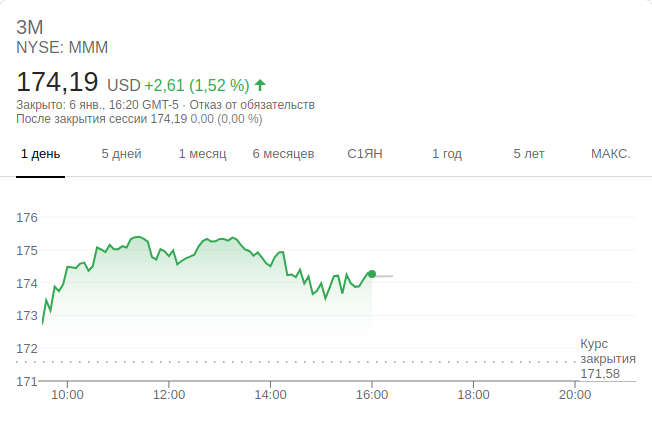 3M
NYSE: MMM
174,19 USD +2,61 (1,52 %)
Закрыто: 6 янв., 16:20 GMT-5 · Отказ от обязательств
После закрытия сессии 174,19 0,00 (0,00 %)
1 день 5 дней 1 месяц 6 месяцев С1ЯН 1 год 5 лет МАКС.
176
175
174
173
172
171
Курс
закрытия
171,58
10:00 12:00 14:00 16:00 18:00 20:00